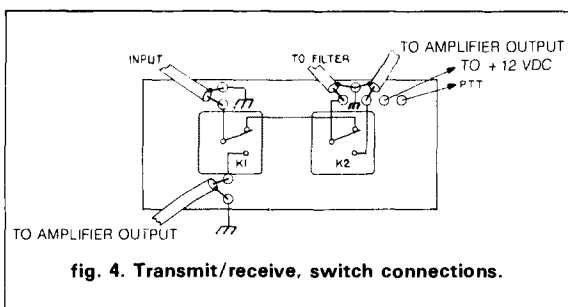 INPUT
TO FILTER
TO AMPLIFIER OUTPUT
TO + 12 VDC
PTT
K1
K2
TO AMPLIFIER OUTPUT
fig. 4. Transmit/receive, switch connections.